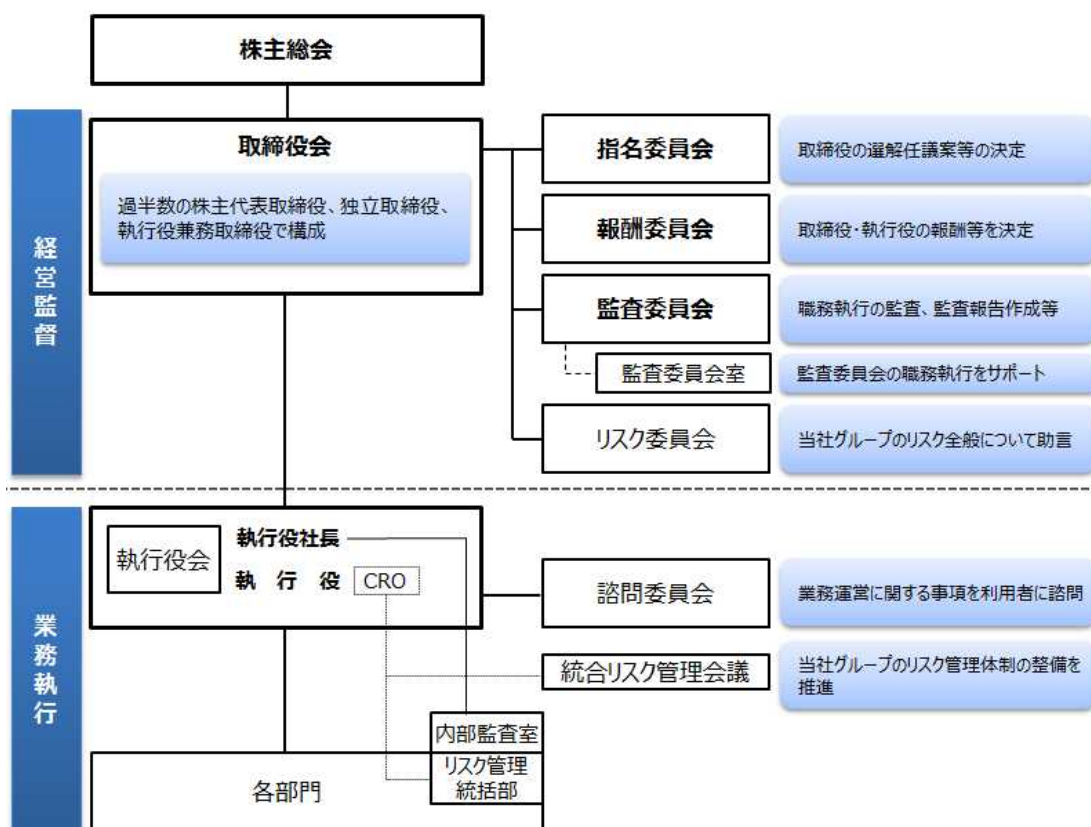 株主総会
経営監督
取締役会
過半数の株主代表取締役、独立取締役、
執行役兼務取締役で構成
指名委員会
取締役の選解任議案等の決定
報酬委員会
取締役・執行役の報酬等を決定
監査委員会
職務執行の監査、監査報告作成等
監査委員会室
監査委員会の職務執行をサポート
リスク委員会
当社グループのリスク全般について助言
業務執行
執行役会
執行役社長
執 行 役
CRO
諮問委員会
業務運営に関する事項を利用者に諮問
統合リスク管理会議
当社グループのリスク管理体制の整備を
推進
内部監査室
リスク管理
統括部
各部門